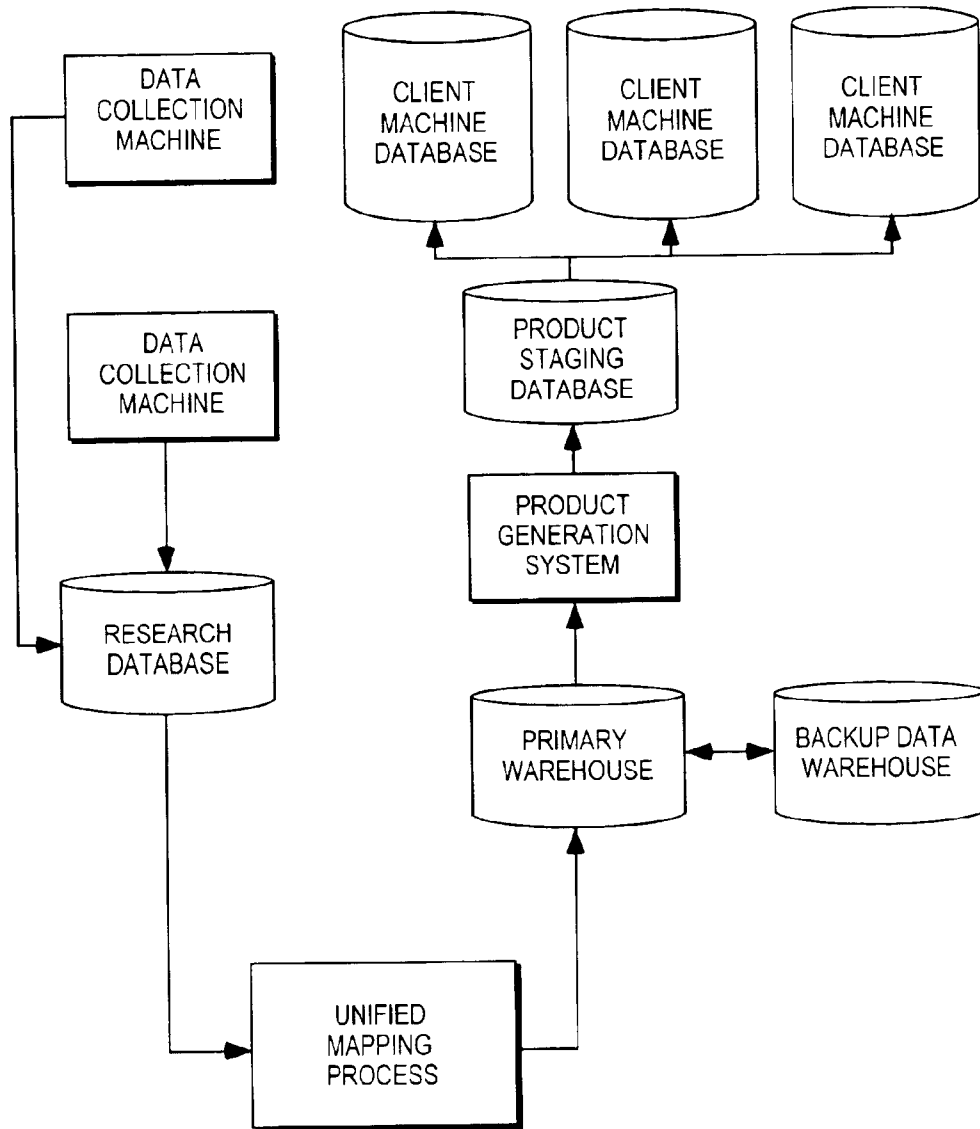 DATA
COLLECTION
MACHINE
CLIENT
MACHINE
DATABASE
CLIENT
MACHINE
DATABASE
CLIENT
MACHINE
DATABASE
DATA
COLLECTION
MACHINE
PRODUCT
STAGING
DATABASE
PRODUCT
GENERATION
SYSTEM
RESEARCH
DATABASE
PRIMARY
WAREHOUSE
BACKUP DATA
WAREHOUSE
UNIFIED
MAPPING
PROCESS